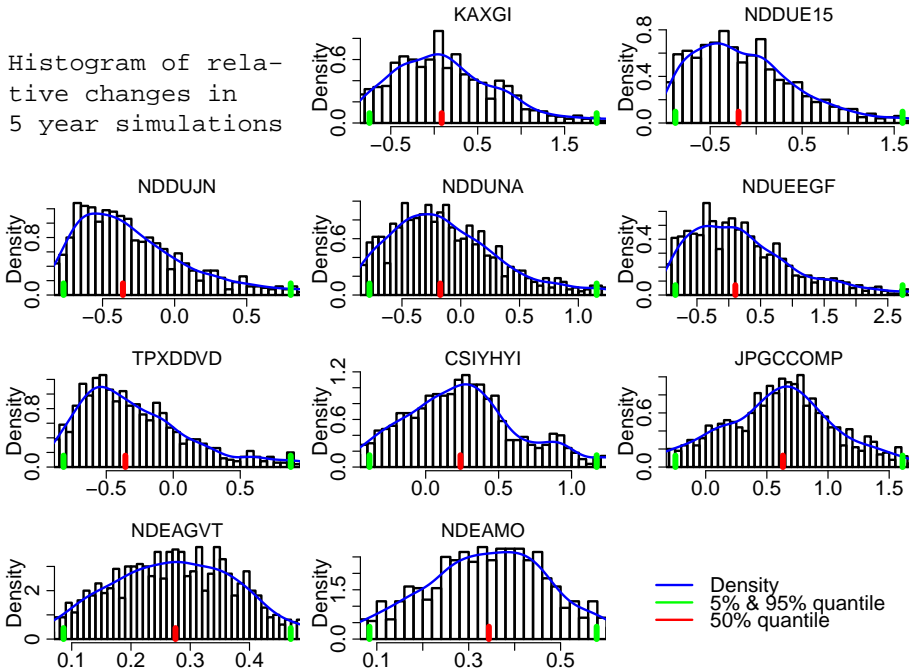 Histogram of rela-
tive changes in
5 year simulations
KAXGI
Density
0.0 0.6
−0.5 0.5 1.5
NDDUE15
Density
0.0 0.4 0.8
−0.5 0.5 1.5
NDDUJN
Density
0.0 0.8
−0.5 0.0 0.5
NDDUNA
Density
0.0 0.6
−0.5 0.0 0.5 1.0
NDUEEGF
Density
0.0 0.4
−0.5 0.5 1.5 2.5
TPXDDVD
Density
0.0 0.8
−0.5 0.0 0.5
CSIYHYI
Density
0.0 0.6 1.2
0.0 0.5 1.0
JPGCCOMP
Density
0.0 0.6
0.0 0.5 1.0 1.5
NDEAGVT
Density
0 2
0.1 0.2 0.3 0.4
NDEAMO
Density
0.0 1.5
0.1 0.3 0.5
Density
5% & 95% quantile
50% quantile